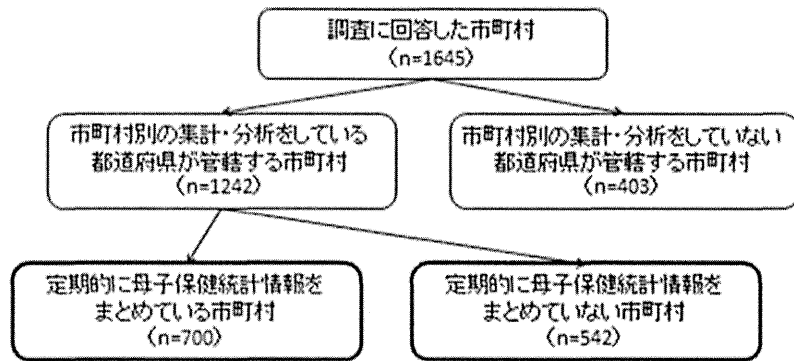 調査に回答した市町村
(n=1645)
市町村別の集計・分析をしている
都道府県が管轄する市町村
(n=1242)
市町村別の集計・分析をしていない
都道府県が管轄する市町村
(n=403)
定期的に母子保健統計情報を
まとめている市町村
(n=700)
定期的に母子保健統計情報を
まとめていない市町村
(n=542)